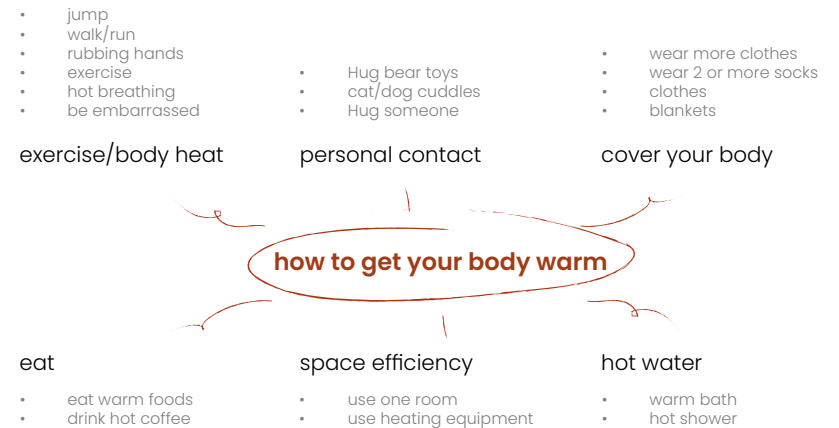 • jump
• walk/run
• rubbing hands
• exercise
• hot breathing
• be embarrassed
exercise/body heat
• Hug bear toys
• cat/dog cuddles
• Hug someone
personal contact
• wear more clothes
• wear 2 or more socks
• clothes
• blankets
cover your body
how to get your body warm
eat
• eat warm foods
• drink hot coffee
space efficiency
• use one room
• use heating equipment
hot water
• warm bath
• hot shower